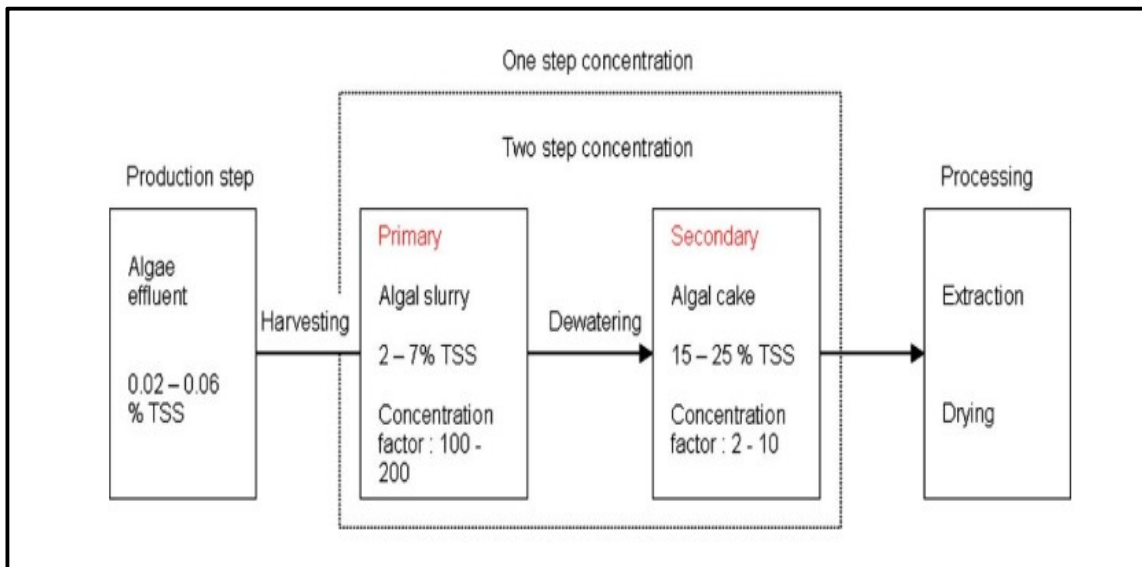 One step concentration
Two step concentration
Production step
Processing
Algae
effluent
0.02 – 0.06
% TSS
Harvesting
Primary
Algal slurry
2 – 7% TSS
Concentration
factor : 100 -
200
Dewatering
Secondary
Algal cake
15 – 25 % TSS
Concentration
factor : 2 - 10
Extraction
Drying